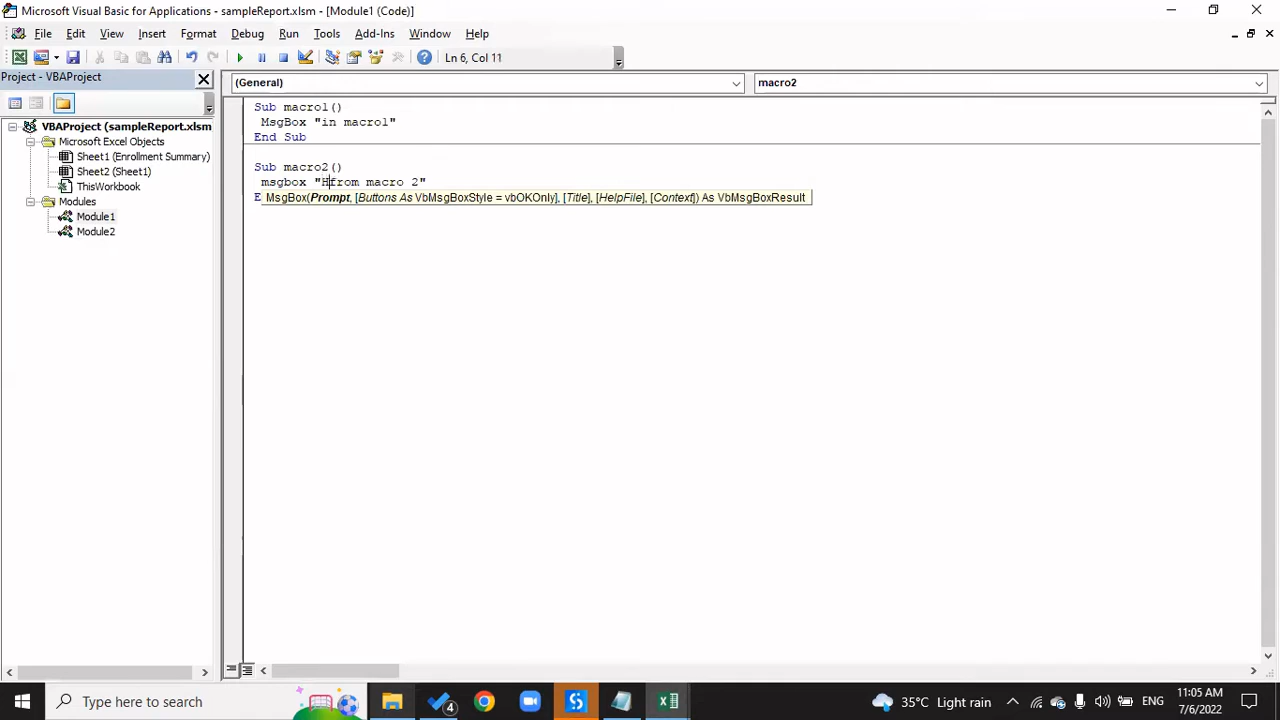 Microsoft Visual Basic for Applications - sampleReport.xlsm - [Module1 (Code)]
File Edit View Insert Format Debug Run Tools Add-Ins Window Help
Ln 6, Col 11
Project - VBAProject
(General) macro2
VBAProject (sampleReport.xlsm
Microsoft Excel Objects
Sheet1 (Enrollment Summary)
Sheet2 (Sheet1)
ThisWorkbook
Modules
Module1
Module2
Sub macro1()
MsgBox "in macro1"
End Sub
Sub macro2()
msgbox "Hfrom macro 2"
E MsgBox(Prompt, [Buttons As VbMsgBoxStyle = vbOKOnly], [Title], [HelpFile], [Context]) As VbMsgBoxResult
Type here to search
4
35°C Light rain
ENG
11:05 AM
7/6/2022